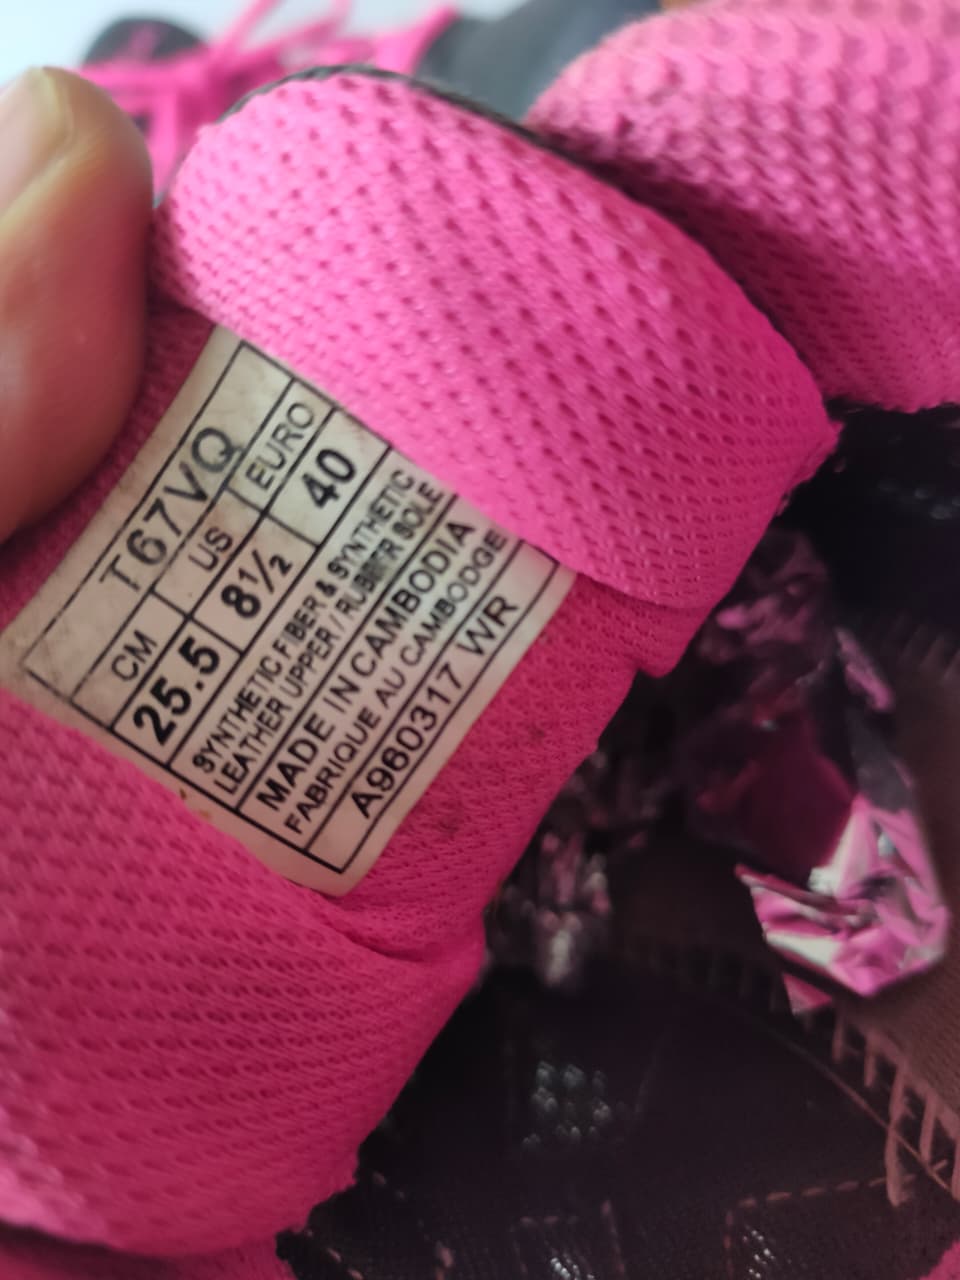 T67VQ
CM US EURO
25.5 8½ 40
SYNTHETIC FIBER & SYNTHETIC
LEATHER UPPER / RUBBER SOLE
MADE IN CAMBODIA
FABRIQUE AU CAMBODGE
A980317 WR